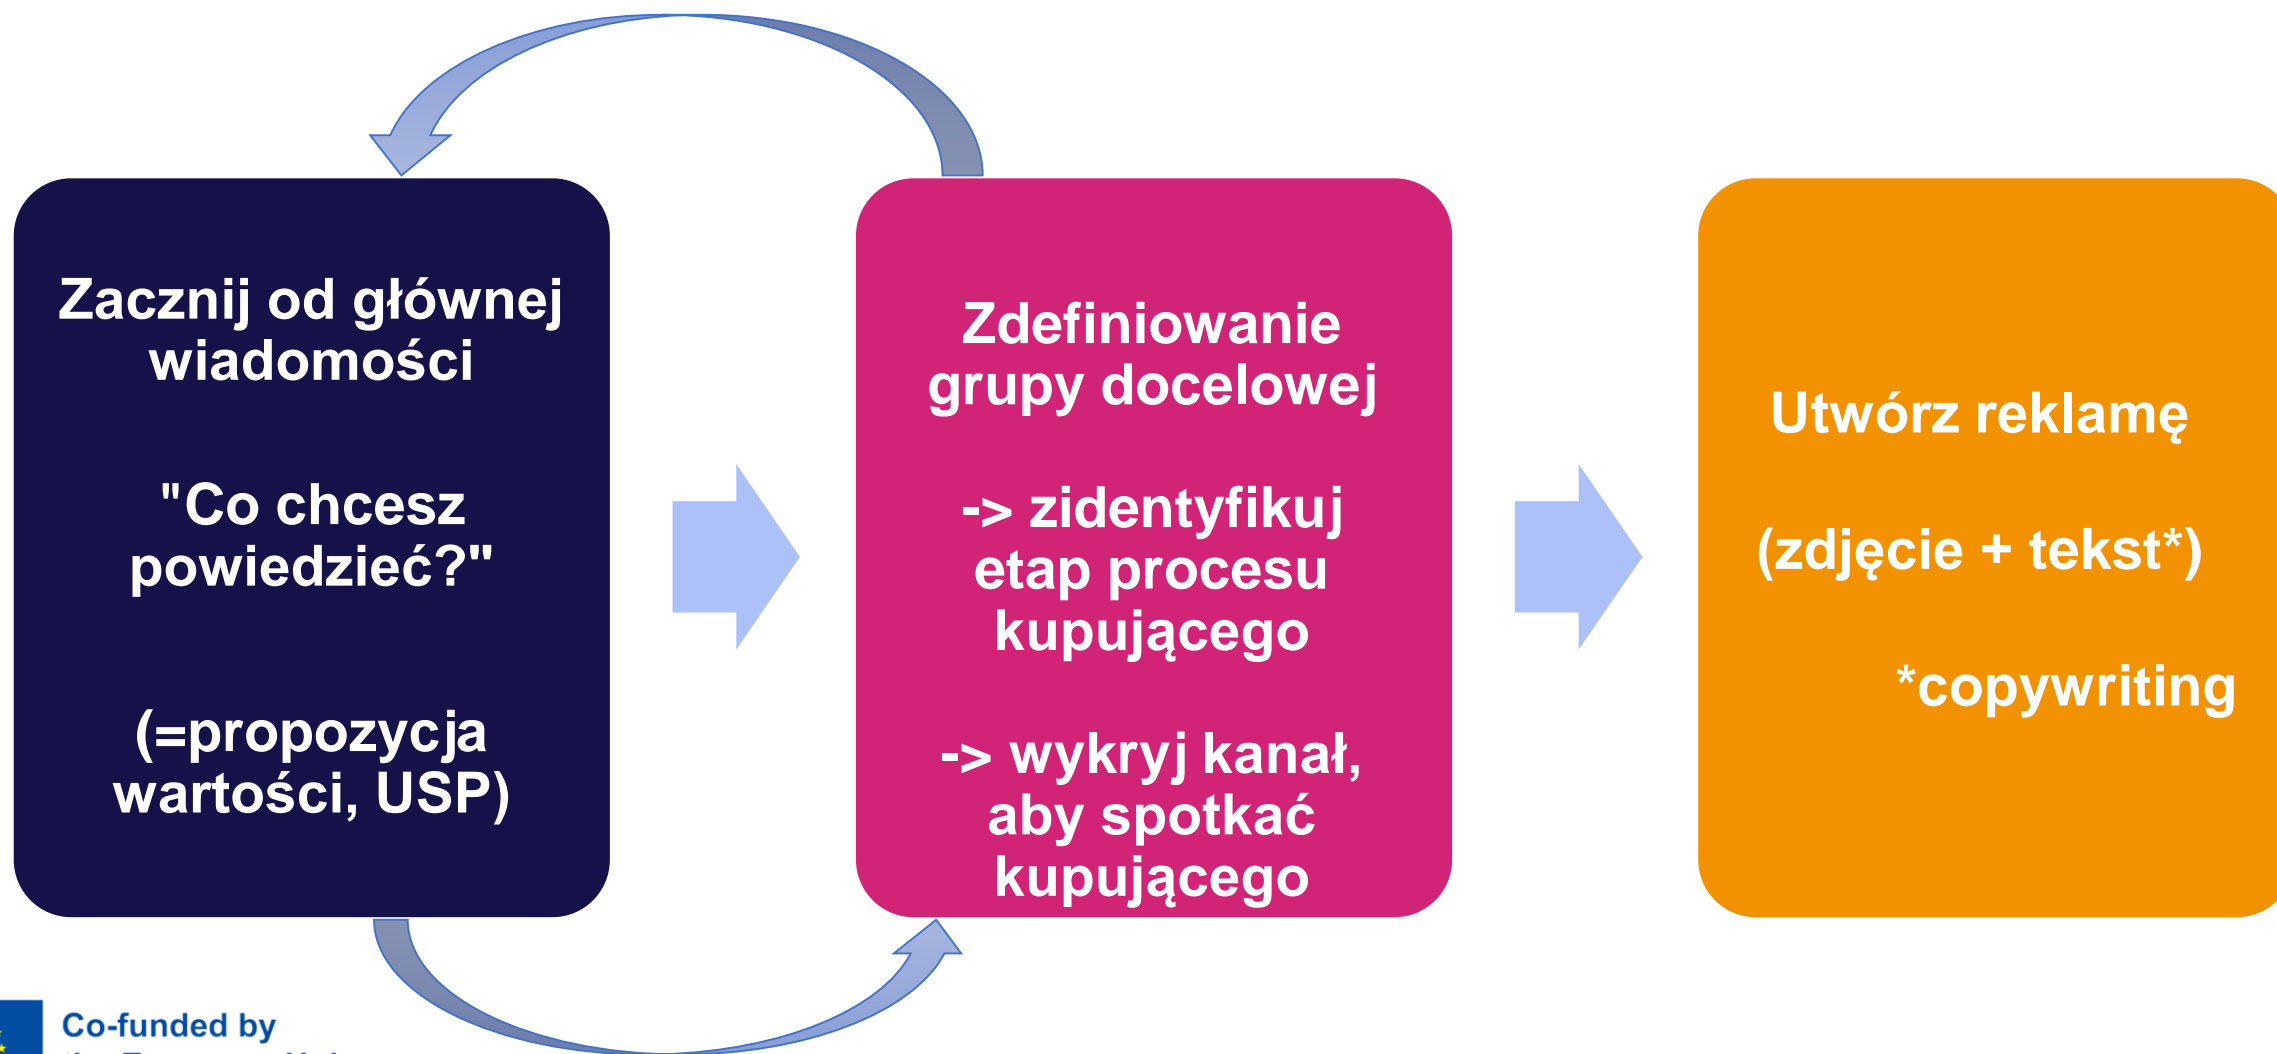 Zacznij od głównej
wiadomości
"Co chcesz
powiedzieć?"
(=propozycja
wartości, USP)
Zdefiniowanie
grupy docelowej
-> zidentyfikuj
etap procesu
kupującego
-> wykryj kanał,
aby spotkać
kupującego
Utwórz reklamę
(zdjęcie + tekst*)
*copywriting
Co-funded by